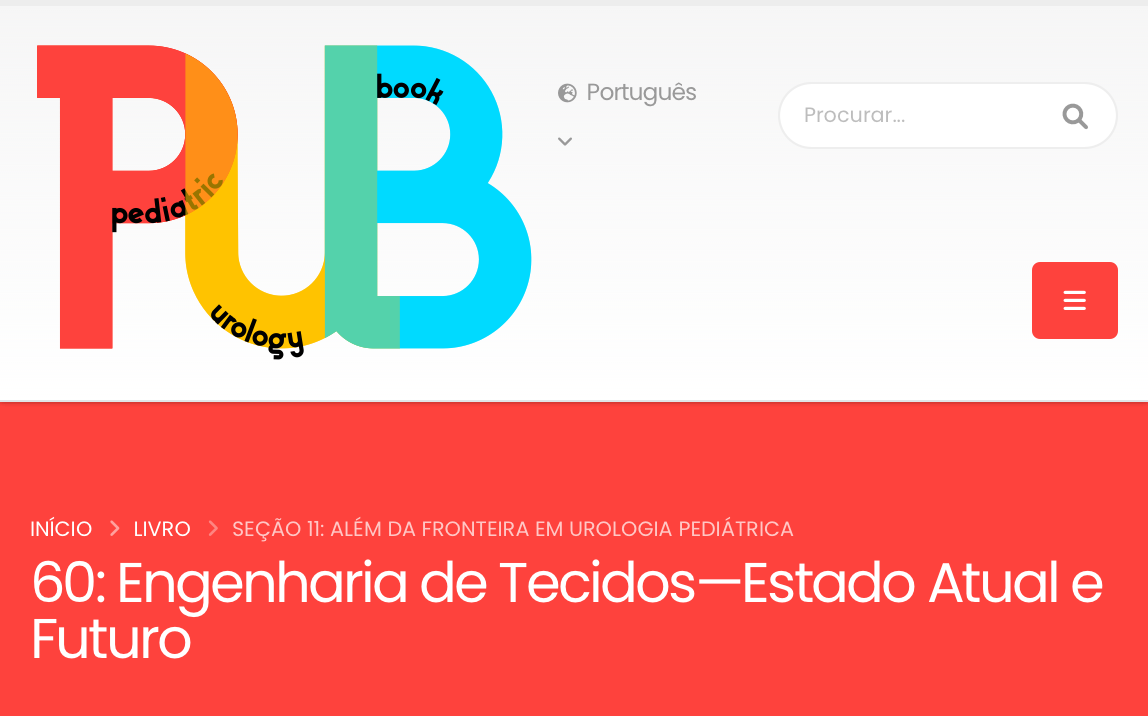 pediatric
urology
book
Português
Procurar...
INÍCIO
LIVRO
SEÇÃO 11: ALÉM DA FRONTEIRA EM UROLOGIA PEDIÁTRICA
60: Engenharia de Tecidos—Estado Atual e
Futuro